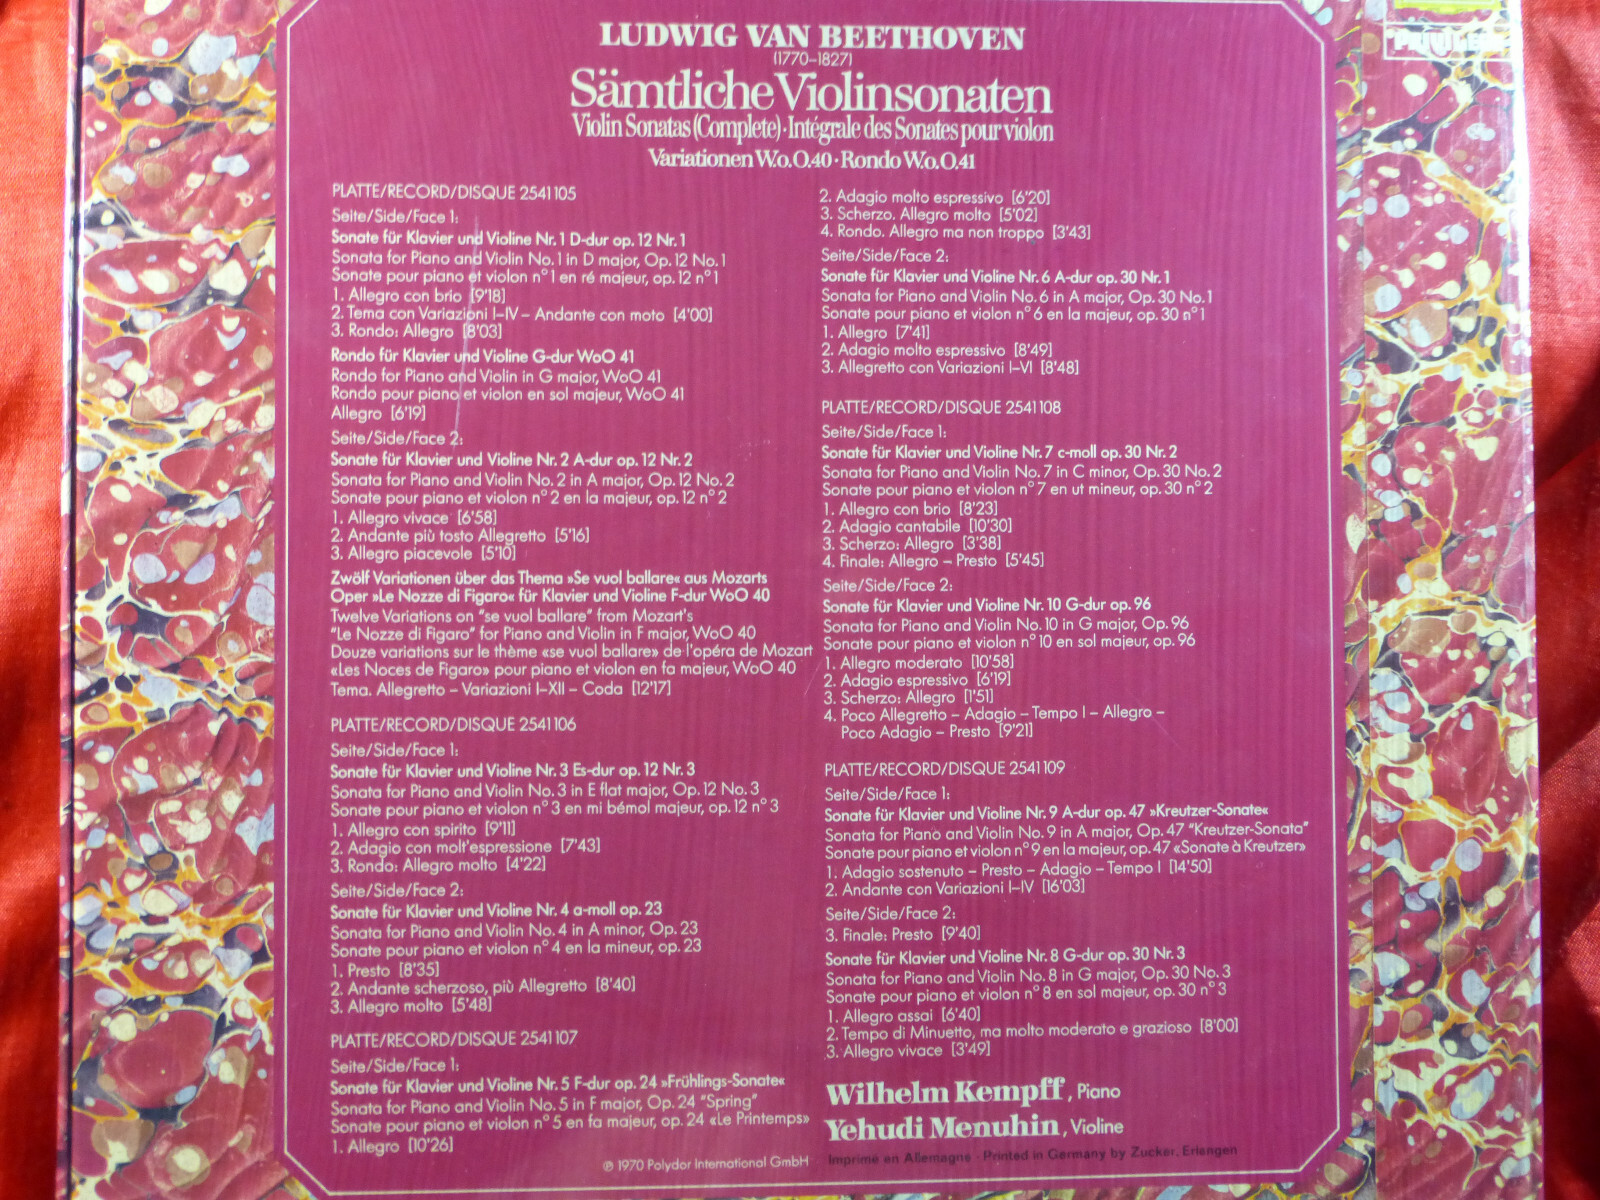 LUDWIG VAN BEETHOVEN
(1770–1827)
Sämtliche Violinsonaten
Violin Sonatas (Complete) · Intégrale des Sonates pour violon
Variationen W.o.O.40 · Rondo W.o.O.41
PLATTE/RECORD/DISQUE 2541 105
Seite/Side/Face 1:
Sonate für Klavier und Violine Nr. 1 D-dur op. 12 Nr. 1
Sonata for Piano and Violin No. 1 in D major, Op. 12 No. 1
Sonate pour piano et violon n° 1 en ré majeur, op. 12 n° 1
1. Allegro con brio [9'18]
2. Tema con Variazioni I–IV – Andante con moto [4'00]
3. Rondo: Allegro [8'03]
Rondo für Klavier und Violine G-dur WoO 41
Rondo for Piano and Violin in G major, WoO 41
Rondo pour piano et violon en sol majeur, WoO 41
Allegro [6'19]
Seite/Side/Face 2:
Sonate für Klavier und Violine Nr. 2 A-dur op. 12 Nr. 2
Sonata for Piano and Violin No. 2 in A major, Op. 12 No. 2
Sonate pour piano et violon n° 2 en la majeur, op. 12 n° 2
1. Allegro vivace [6'58]
2. Andante più tosto Allegretto [5'16]
3. Allegro piacevole [5'10]
Zwölf Variationen über das Thema »Se vuol ballare« aus Mozarts
Oper »Le Nozze di Figaro« für Klavier und Violine F-dur WoO 40
Twelve Variations on "se vuol ballare" from Mozart's
"Le Nozze di Figaro" for Piano and Violin in F major, WoO 40
Douze variations sur le thème «se vuol ballare» de l'opéra de Mozart
«Les Noces de Figaro» pour piano et violon en fa majeur, WoO 40
Tema. Allegretto – Variazioni I–XII – Coda [12'17]
PLATTE/RECORD/DISQUE 2541 106
Seite/Side/Face 1:
Sonate für Klavier und Violine Nr. 3 Es-dur op. 12 Nr. 3
Sonata for Piano and Violin No. 3 in E flat major, Op. 12 No. 3
Sonate pour piano et violon n° 3 en mi bémol majeur, op. 12 n° 3
1. Allegro con spirito [9'11]
2. Adagio con molt'espressione [7'43]
3. Rondo: Allegro molto [4'22]
Seite/Side/Face 2:
Sonate für Klavier und Violine Nr. 4 a-moll op. 23
Sonata for Piano and Violin No. 4 in A minor, Op. 23
Sonate pour piano et violon n° 4 en la mineur, op. 23
1. Presto [8'35]
2. Andante scherzoso, più Allegretto [8'40]
3. Allegro molto [5'48]
PLATTE/RECORD/DISQUE 2541 107
Seite/Side/Face 1:
Sonate für Klavier und Violine Nr. 5 F-dur op. 24 »Frühlings-Sonate«
Sonata for Piano and Violin No. 5 in F major, Op. 24 "Spring"
Sonate pour piano et violon n° 5 en fa majeur, op. 24 «Le Printemps»
1. Allegro [10'26]
℗ 1970 Polydor International GmbH
2. Adagio molto espressivo [6'20]
3. Scherzo. Allegro molto [5'02]
4. Rondo. Allegro ma non troppo [3'43]
Seite/Side/Face 2:
Sonate für Klavier und Violine Nr. 6 A-dur op. 30 Nr. 1
Sonata for Piano and Violin No. 6 in A major, Op. 30 No. 1
Sonate pour piano et violon n° 6 en la majeur, op. 30 n° 1
1. Allegro [7'41]
2. Adagio molto espressivo [8'49]
3. Allegretto con Variazioni I–VI [8'48]
PLATTE/RECORD/DISQUE 2541 108
Seite/Side/Face 1:
Sonate für Klavier und Violine Nr. 7 c-moll op. 30 Nr. 2
Sonata for Piano and Violin No. 7 in C minor, Op. 30 No. 2
Sonate pour piano et violon n° 7 en ut mineur, op. 30 n° 2
1. Allegro con brio [8'23]
2. Adagio cantabile [10'30]
3. Scherzo: Allegro [3'38]
4. Finale: Allegro – Presto [5'45]
Seite/Side/Face 2:
Sonate für Klavier und Violine Nr. 10 G-dur op. 96
Sonata for Piano and Violin No. 10 in G major, Op. 96
Sonate pour piano et violon n° 10 en sol majeur, op. 96
1. Allegro moderato [10'58]
2. Adagio espressivo [6'19]
3. Scherzo: Allegro [1'51]
4. Poco Allegretto – Adagio – Tempo I – Allegro –
Poco Adagio – Presto [9'21]
PLATTE/RECORD/DISQUE 2541 109
Seite/Side/Face 1:
Sonate für Klavier und Violine Nr. 9 A-dur op. 47 »Kreutzer-Sonate«
Sonata for Piano and Violin No. 9 in A major, Op. 47 "Kreutzer-Sonata"
Sonate pour piano et violon n° 9 en la majeur, op. 47 «Sonate à Kreutzer»
1. Adagio sostenuto – Presto – Adagio – Tempo I [14'50]
2. Andante con Variazioni I–IV [16'03]
Seite/Side/Face 2:
3. Finale: Presto [9'40]
Sonate für Klavier und Violine Nr. 8 G-dur op. 30 Nr. 3
Sonata for Piano and Violin No. 8 in G major, Op. 30 No. 3
Sonate pour piano et violon n° 8 en sol majeur, op. 30 n° 3
1. Allegro assai [6'40]
2. Tempo di Minuetto, ma molto moderato e grazioso [8'00]
3. Allegro vivace [3'49]
Wilhelm Kempff, Piano
Yehudi Menuhin, Violine
Imprimé en Allemagne · Printed in Germany by Zucker, Erlangen